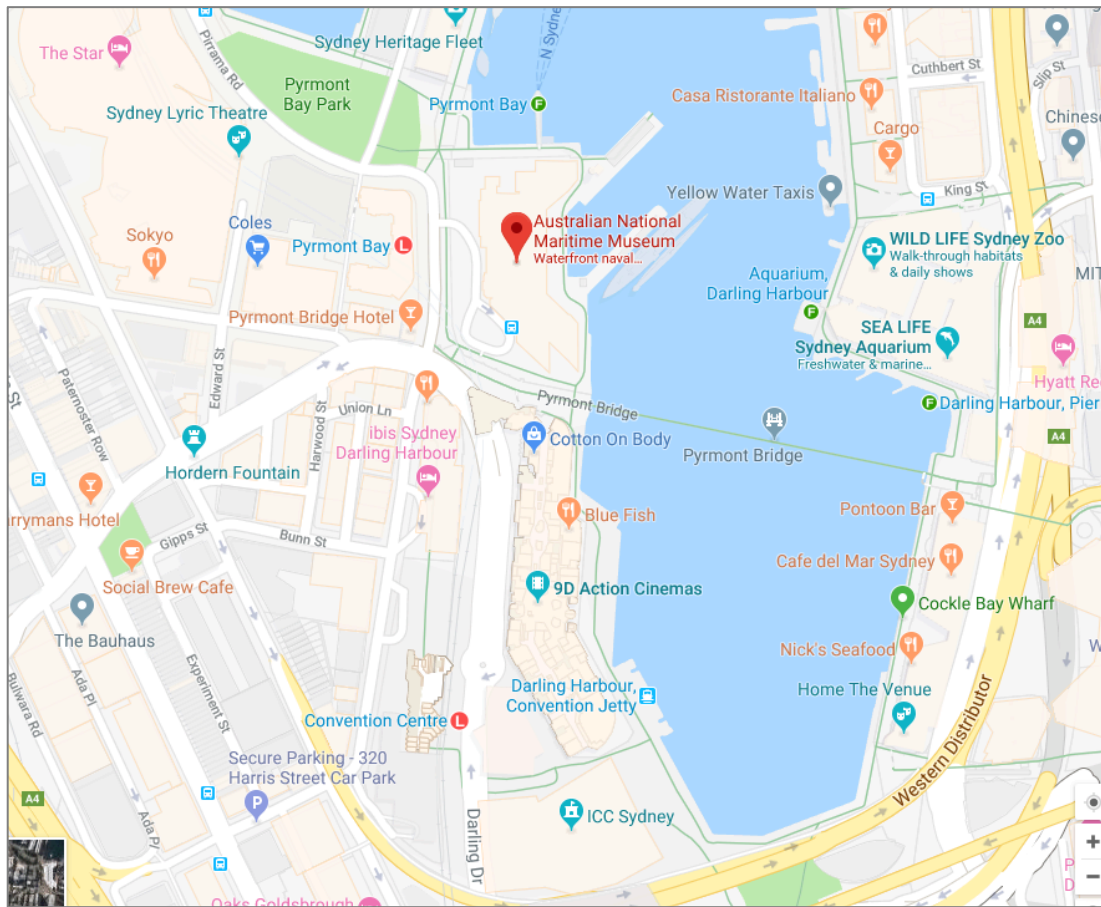 The Star
Pirrama Rd
Sydney Heritage Fleet
N Sydney
Cuthbert St
Slip St
Pyrmont
Bay Park
Pyrmont Bay
F
Casa Ristorante Italiano
Sydney Lyric Theatre
Cargo
Yellow Water Taxis
King St
Australian National
Maritime Museum
Waterfront naval...
Coles
Sokyo
Pyrmont Bay
L
WILD LIFE Sydney Zoo
Walk-through habitats
& daily shows
Aquarium,
Darling Harbour
F
Pyrmont Bridge Hotel
A4
SEA LIFE
Sydney Aquarium
Freshwater & marine...
Edward St
Paternoster Row
Union Ln
Harwood St
Pyrmont Bridge
F
Darling Harbour, Pier
ibis Sydney
Darling Harbour
Cotton On Body
Pyrmont Bridge
A4
Hordern Fountain
Blue Fish
Pontoon Bar
Gipps St
Bunn St
Cafe del Mar Sydney
Social Brew Cafe
9D Action Cinemas
Cockle Bay Wharf
The Bauhaus
Nick's Seafood
Experiment St
Ada Pl
Bulwara Rd
Darling Harbour,
Convention Jetty
Home The Venue
Convention Centre
L
Western Distributor
Secure Parking - 320
Harris Street Car Park
P
A4
Ada Pl
Darling Dr
ICC Sydney
+
−
Oaks Goldsbrough